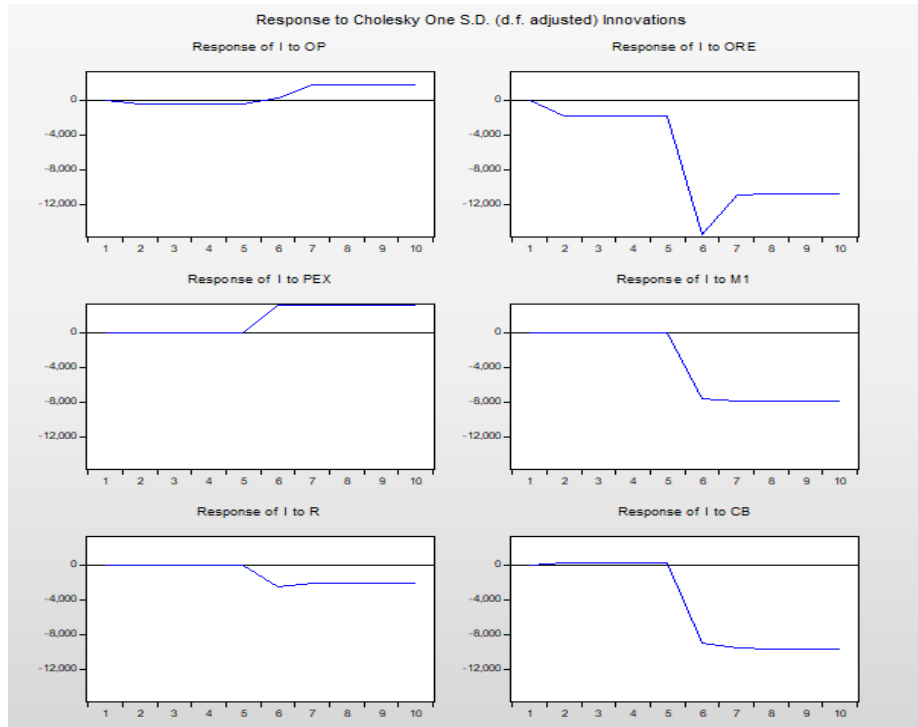 Response to Cholesky One S.D. (d.f. adjusted) Innovations
Response of I to OP
0
-4,000
-8,000
-12,000
1 2 3 4 5 6 7 8 9 10
Response of I to ORE
0
-4,000
-8,000
-12,000
1 2 3 4 5 6 7 8 9 10
Response of I to PEX
0
-4,000
-8,000
-12,000
1 2 3 4 5 6 7 8 9 10
Response of I to M1
0
-4,000
-8,000
-12,000
1 2 3 4 5 6 7 8 9 10
Response of I to R
0
-4,000
-8,000
-12,000
1 2 3 4 5 6 7 8 9 10
Response of I to CB
0
-4,000
-8,000
-12,000
1 2 3 4 5 6 7 8 9 10